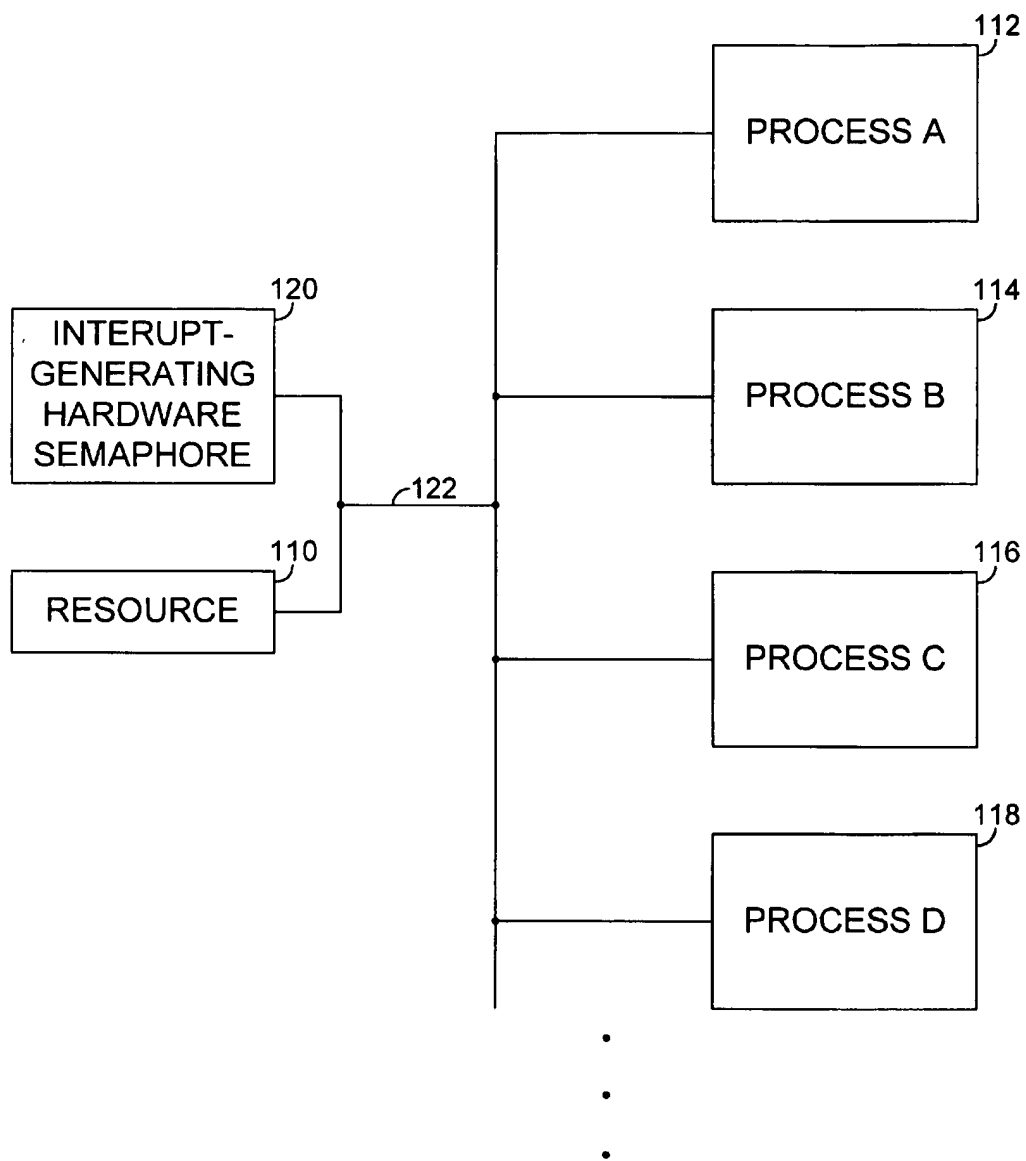 112
PROCESS A
120
INTERUPT-
GENERATING
HARDWARE
SEMAPHORE
114
PROCESS B
122
110
RESOURCE
116
PROCESS C
118
PROCESS D